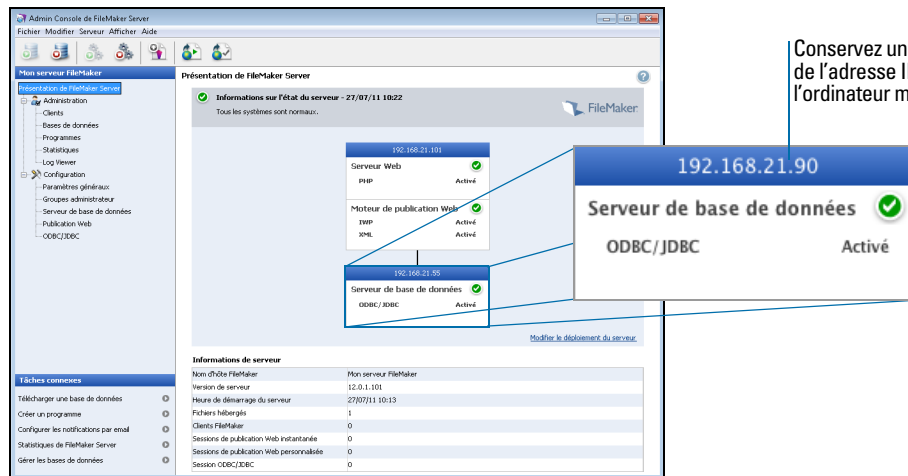 Admin Console de FileMaker Server
Fichier Modifier Serveur Afficher Aide
Mon serveur FileMaker
Présentation de FileMaker Server
Administration
Clients
Bases de données
Programmes
Statistiques
Log Viewer
Configuration
Paramètres généraux
Groupes administrateur
Serveur de base de données
Publication Web
ODBC/JDBC
Tâches connexes
Télécharger une base de données
Créer un programme
Configurer les notifications par email
Statistiques de FileMaker Server
Gérer les bases de données
Présentation de FileMaker Server
Informations sur l'état du serveur - 27/07/11 10:22
Tous les systèmes sont normaux.
FileMaker
192.168.21.101
Serveur Web
PHP Activé
Moteur de publication Web
IWP Activé
XML Activé
192.168.21.55
Serveur de base de données
ODBC/JDBC Activé
Modifier le déploiement du serveur
Informations de serveur
Nom d'hôte FileMaker Mon serveur FileMaker
Version de serveur 12.0.1.101
Heure de démarrage du serveur 27/07/11 10:13
Fichiers hébergés 1
Clients FileMaker 0
Sessions de publication Web instantanée 0
Sessions de publication Web personnalisée 0
Session ODBC/JDBC 0
Conservez un
de l'adresse
l'ordinateur
192.168.21.90
Serveur de base de données
ODBC/JDBC Activé